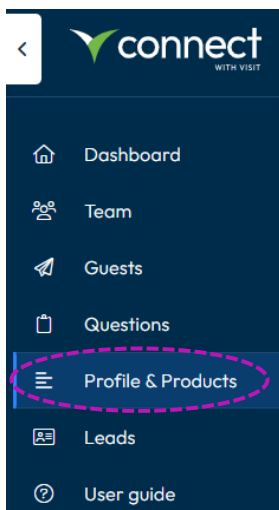 connect
WITH VISIT
Dashboard
Team
Guests
Questions
Profile & Products
Leads
User guide